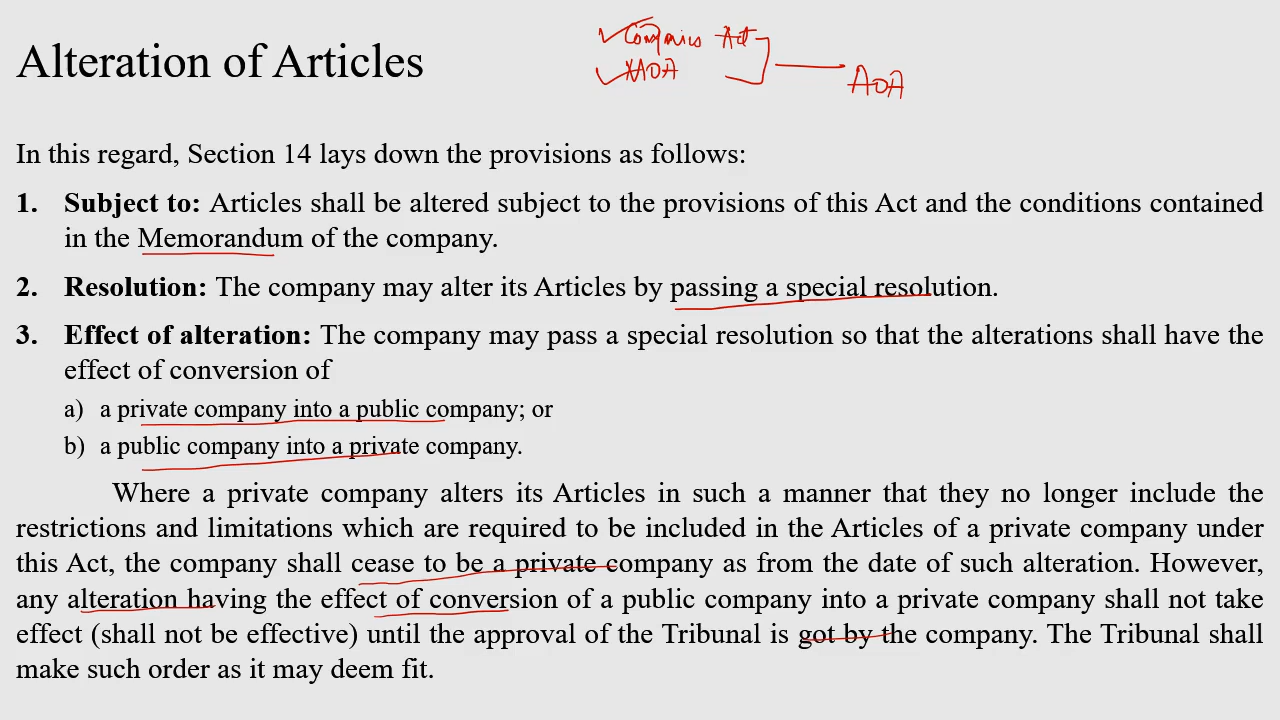 Companies Act
MOA
AOA
Alteration of Articles
In this regard, Section 14 lays down the provisions as follows:
1. Subject to: Articles shall be altered subject to the provisions of this Act and the conditions contained
in the Memorandum of the company.
2. Resolution: The company may alter its Articles by passing a special resolution.
3. Effect of alteration: The company may pass a special resolution so that the alterations shall have the
effect of conversion of
a) a private company into a public company; or
b) a public company into a private company.
Where a private company alters its Articles in such a manner that they no longer include the
restrictions and limitations which are required to be included in the Articles of a private company under
this Act, the company shall cease to be a private company as from the date of such alteration. However,
any alteration having the effect of conversion of a public company into a private company shall not take
effect (shall not be effective) until the approval of the Tribunal is got by the company. The Tribunal shall
make such order as it may deem fit.